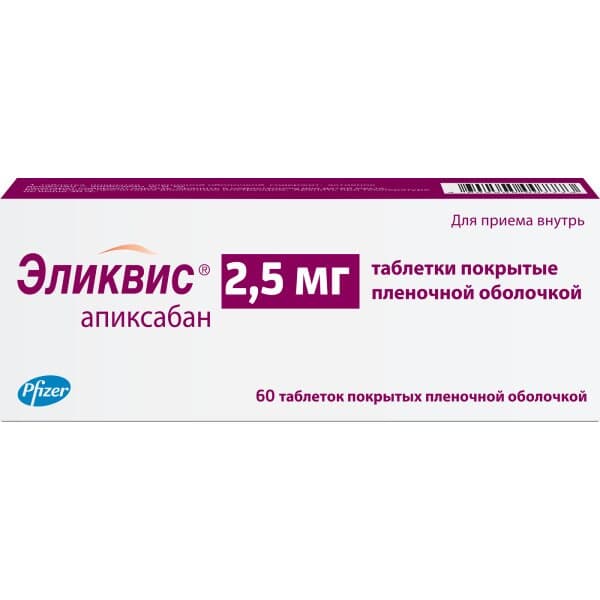 Для приема внутрь
Эликвис®
апиксабан
2,5 мг
таблетки покрытые
пленочной оболочкой
Pfizer
60 таблеток покрытых пленочной оболочкой